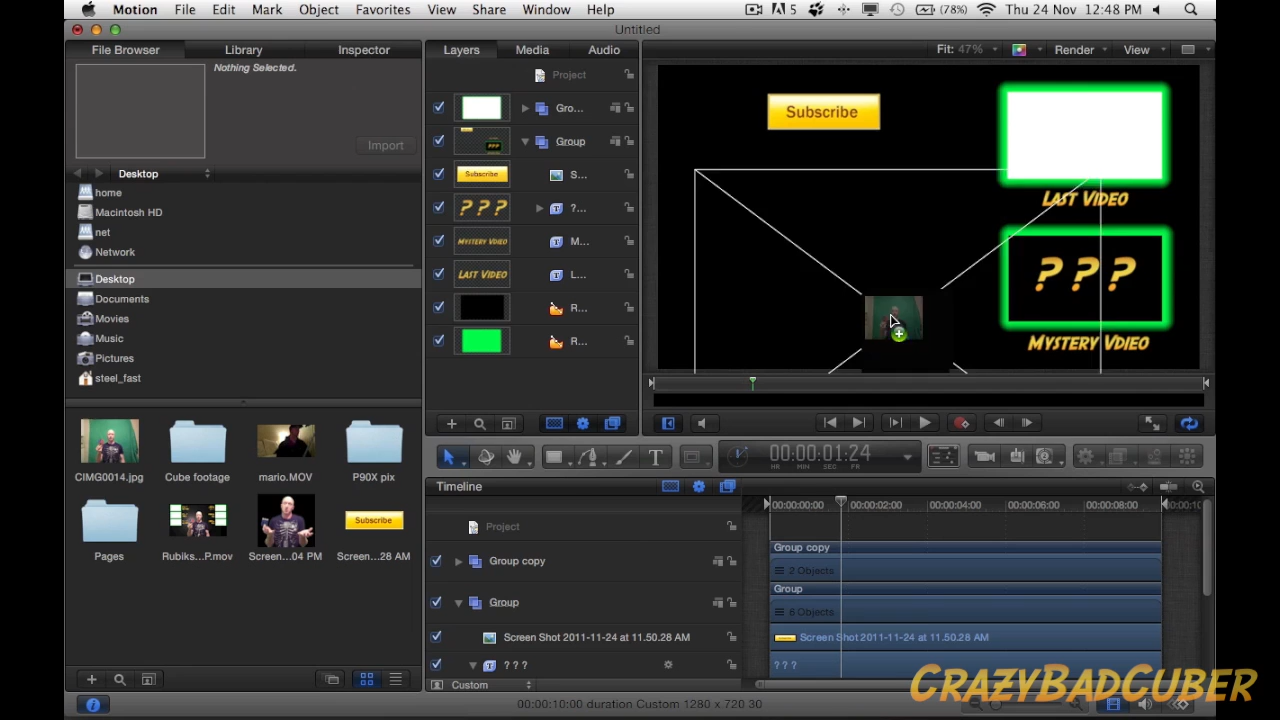 Motion File Edit Mark Object Favorites View Share Window Help 5 (78%) Thu 24 Nov 12:48 PM
Untitled
File Browser Library Inspector Layers Media Audio Fit: 47% Render View
Nothing Selected.
Import
Desktop
home
Macintosh HD
net
Network
Desktop
Documents
Movies
Music
Pictures
steel_fast
CIMG0014.jpg Cube footage mario.MOV P90X pix
Subscribe
Pages Rubiks...P.mov Screen...04 PM Screen...28 AM
Project
Gro...
Group
Subscribe S...
? ? ? ?...
Mystery Vdieo M...
Last Video L...
R...
R...
Subscribe
Last Video
? ? ?
Mystery Vdieo
00:00:01:24
HR MIN SEC FR
Timeline
00:00:00:00 00:00:02:00 00:00:04:00 00:00:06:00 00:00:08:00 00:00:10
Project
Group copy Group copy
2 Objects
Group Group
6 Objects
Screen Shot 2011-11-24 at 11.50.28 AM Screen Shot 2011-11-24 at 11.50.28 AM
? ? ? ? ? ?
Custom
00:00:10:00 duration Custom 1280 x 720 30
CrazyBadCuber